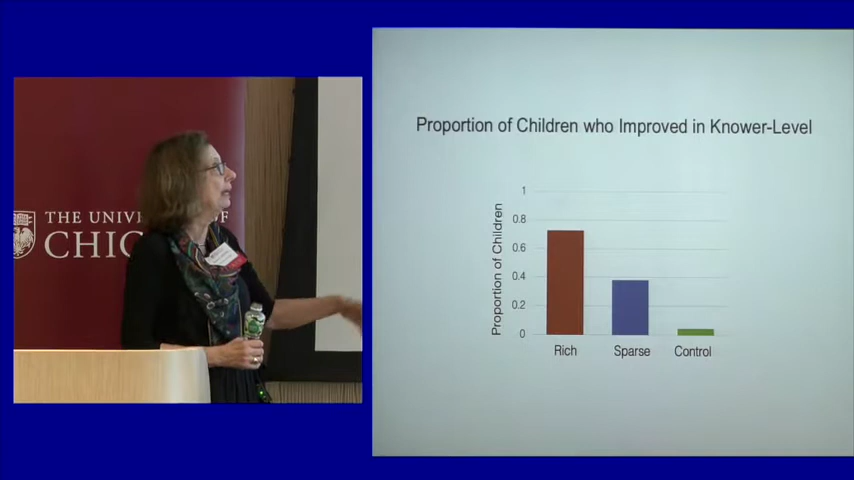 THE UNIV OF
CHIC
Proportion of Children who Improved in Knower-Level
Proportion of Children
1
0.8
0.6
0.4
0.2
0
Rich
Sparse
Control